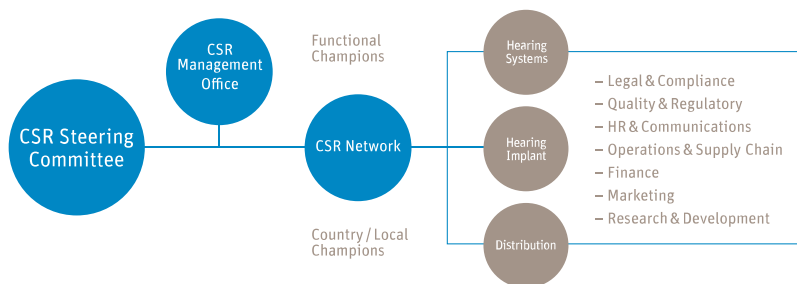 CSR Steering
Committee
CSR
Management
Office
Functional
Champions
CSR Network
Country / Local
Champions
Hearing
Systems
Hearing
Implant
Distribution
– Legal & Compliance
– Quality & Regulatory
– HR & Communications
– Operations & Supply Chain
– Finance
– Marketing
– Research & Development